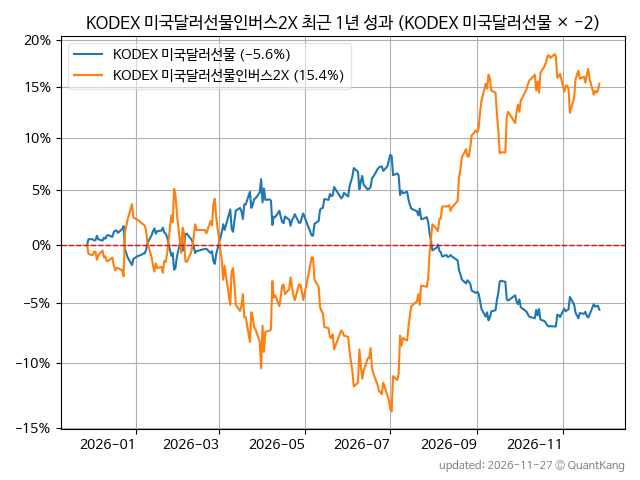 KODEX 미국달러선물인버스2X 최근 1년 성과 (KODEX 미국달러선물 × −2)
20%
KODEX 미국달러선물 (−5.6%)
KODEX 미국달러선물인버스2X (15.4%)
15%
10%
5%
0%
−5%
−10%
−15%
2026-01 2026-03 2026-05 2026-07 2026-09 2026-11
updated: 2026-11-27 © QuantKang